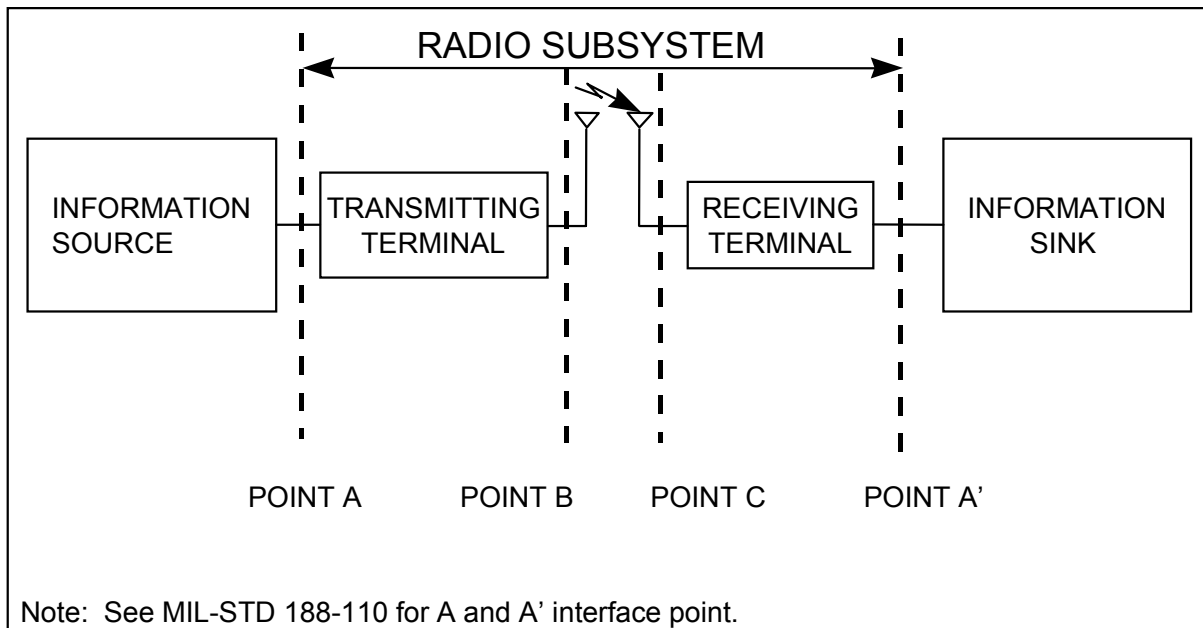 RADIO SUBSYSTEM
INFORMATION
SOURCE
TRANSMITTING
TERMINAL
RECEIVING
TERMINAL
INFORMATION
SINK
POINT A
POINT B
POINT C
POINT A’
Note:  See MIL-STD 188-110 for A and A’ interface point.